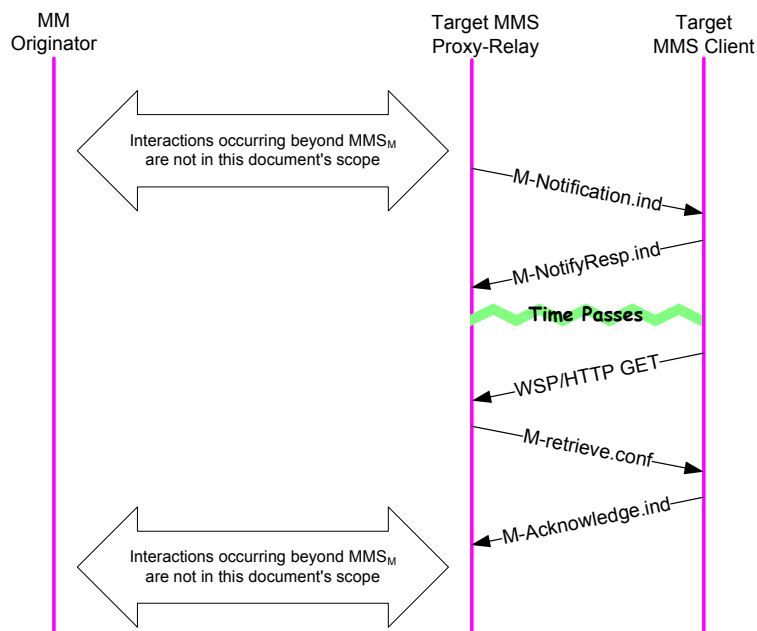 MM
Originator
Target MMS
Proxy-Relay
Target
MMS Client
Interactions occurring beyond MMSM
are not in this document's scope
M-Notification.ind
M-NotifyResp.ind
Time Passes
WSP/HTTP GET
M-retrieve.conf
M-Acknowledge.ind
Interactions occurring beyond MMSM
are not in this document's scope